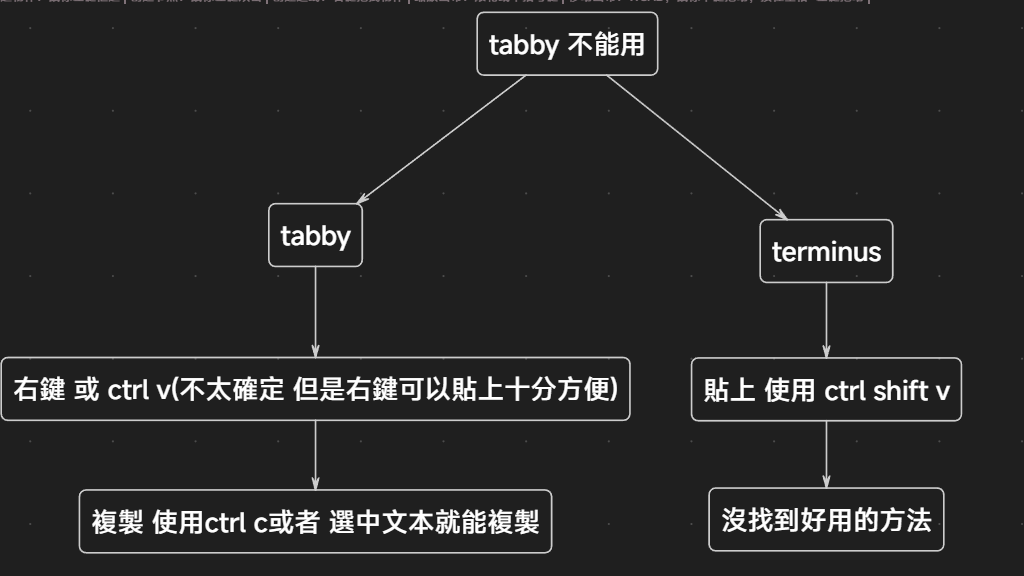 tabby 不能用
tabby
terminus
右鍵 或 ctrl v(不太確定 但是右鍵可以貼上十分方便)
貼上 使用 ctrl shift v
複製 使用ctrl c或者 選中文本就能複製
沒找到好用的方法